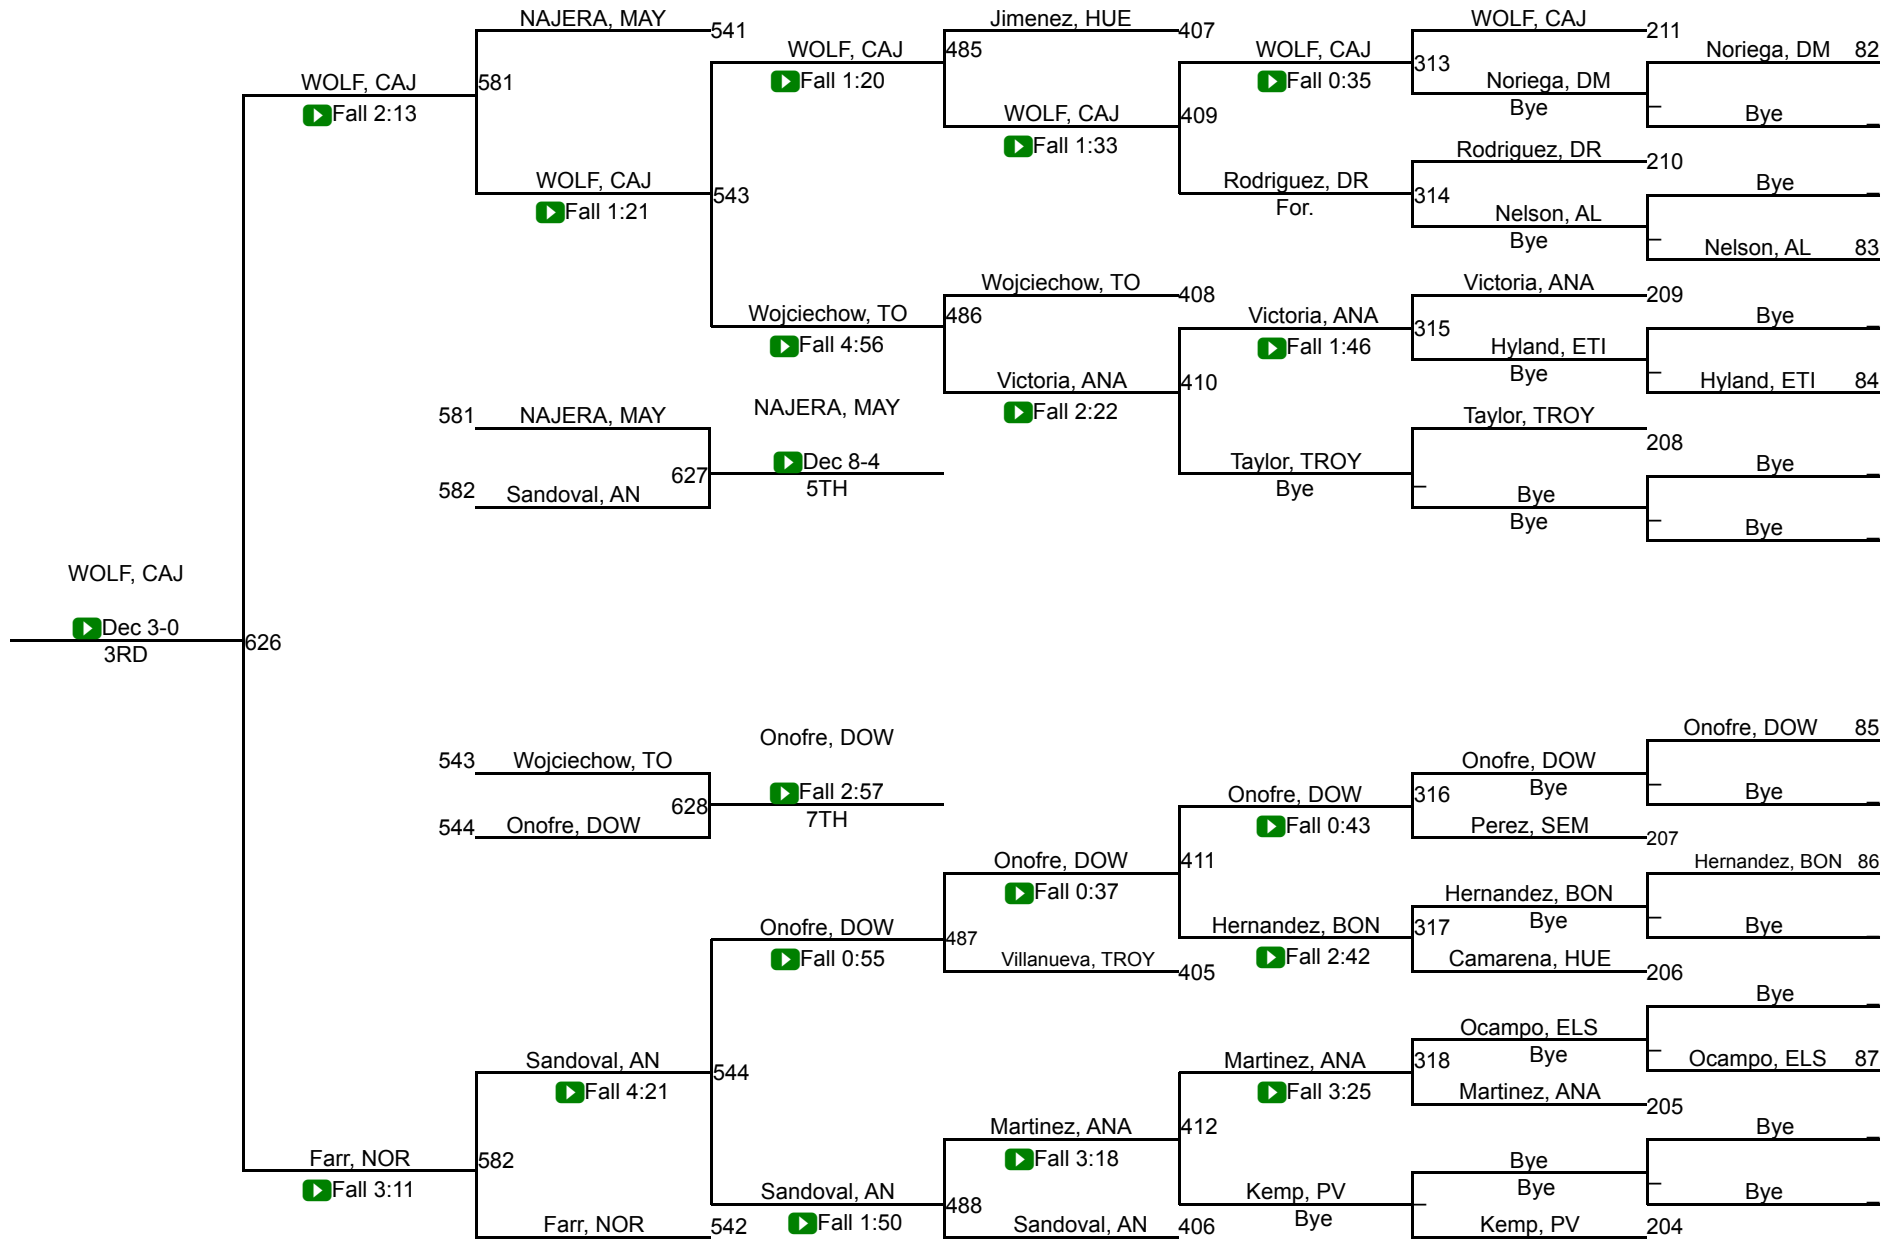 NAJERA, MAY
541
Jimenez, HUE
407
WOLF, CAJ
211
WOLF, CAJ
485
WOLF, CAJ
313
Noriega, DM 82
WOLF, CAJ
581
Fall 1:20
Fall 0:35
Noriega, DM
Bye
Fall 2:13
WOLF, CAJ
409
Bye
Fall 1:33
Rodriguez, DR
210
WOLF, CAJ
543
Rodriguez, DR
314
Bye
Fall 1:21
For.
Nelson, AL
Bye
Nelson, AL 83
Wojciechow, TO
408
Victoria, ANA
209
Wojciechow, TO
486
Victoria, ANA
315
Bye
Fall 4:56
Fall 1:46
Hyland, ETI
Bye
Victoria, ANA
410
Hyland, ETI 84
581
NAJERA, MAY
NAJERA, MAY
Fall 2:22
Taylor, TROY
208
627
Dec 8-4
5TH
Taylor, TROY
Bye
Bye
582
Sandoval, AN
Bye
Bye
Bye
WOLF, CAJ
Dec 3-0
3RD
626
Onofre, DOW
Onofre, DOW 85
543
Wojciechow, TO
Onofre, DOW
Bye
628
Fall 2:57
7TH
Onofre, DOW
316
Bye
544
Onofre, DOW
Fall 0:43
Perez, SEM
207
Onofre, DOW
411
Hernandez, BON 86
Fall 0:37
Hernandez, BON
Bye
Onofre, DOW
487
Hernandez, BON
317
Bye
Fall 0:55
Villanueva, TROY
405
Fall 2:42
Camarena, HUE
206
Bye
Ocampo, ELS
Bye
Sandoval, AN
544
Martinez, ANA
318
Ocampo, ELS 87
Fall 4:21
Fall 3:25
Martinez, ANA
205
Martinez, ANA
412
Bye
Farr, NOR
582
Fall 3:18
Bye
Bye
Fall 3:11
Sandoval, AN
488
Kemp, PV
Bye
Bye
Farr, NOR
542
Fall 1:50
Sandoval, AN
406
Kemp, PV
204